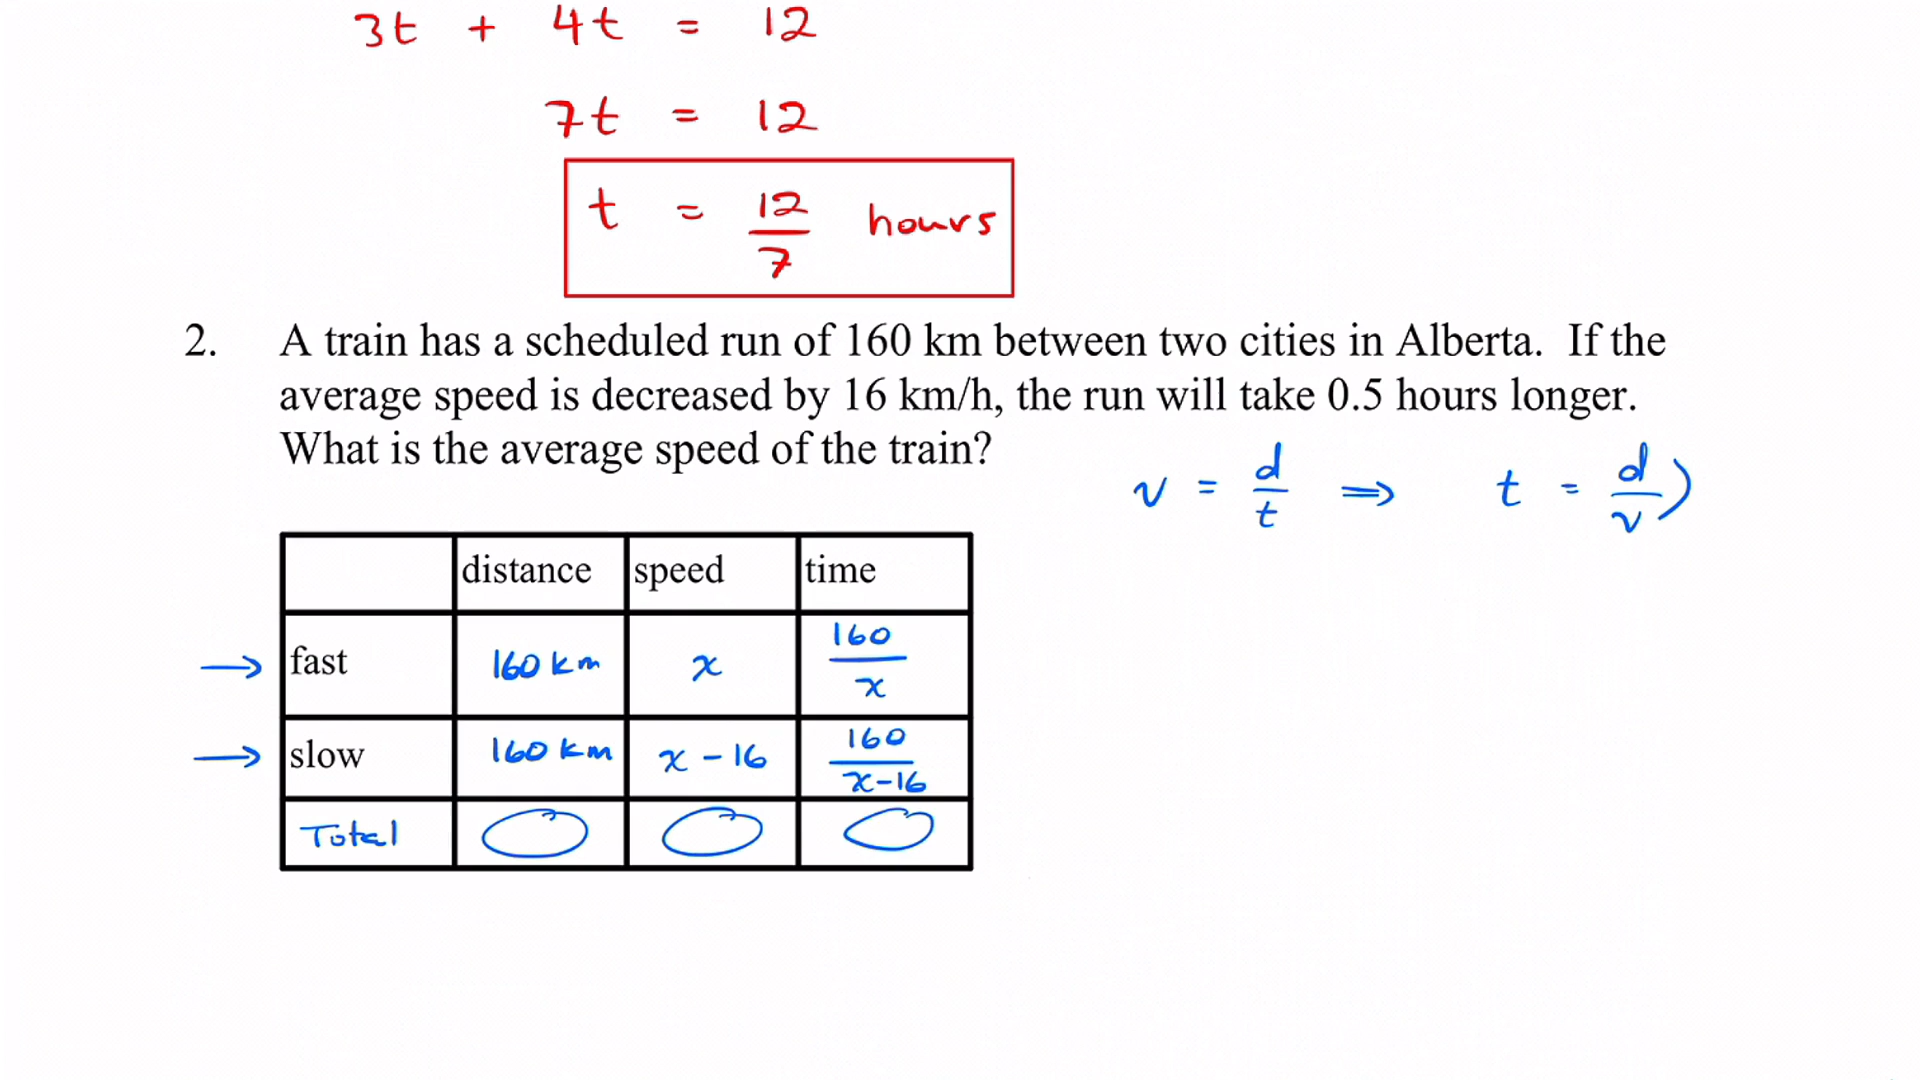 3t + 4t = 12
7t = 12
t = 12/7 hours
2. A train has a scheduled run of 160 km between two cities in Alberta. If the
average speed is decreased by 16 km/h, the run will take 0.5 hours longer.
What is the average speed of the train?
v = d/t ⇒ t = d/v )
distance speed time
→ fast 160 km x 160/x
→ slow 160 km x - 16 160/x-16
Total